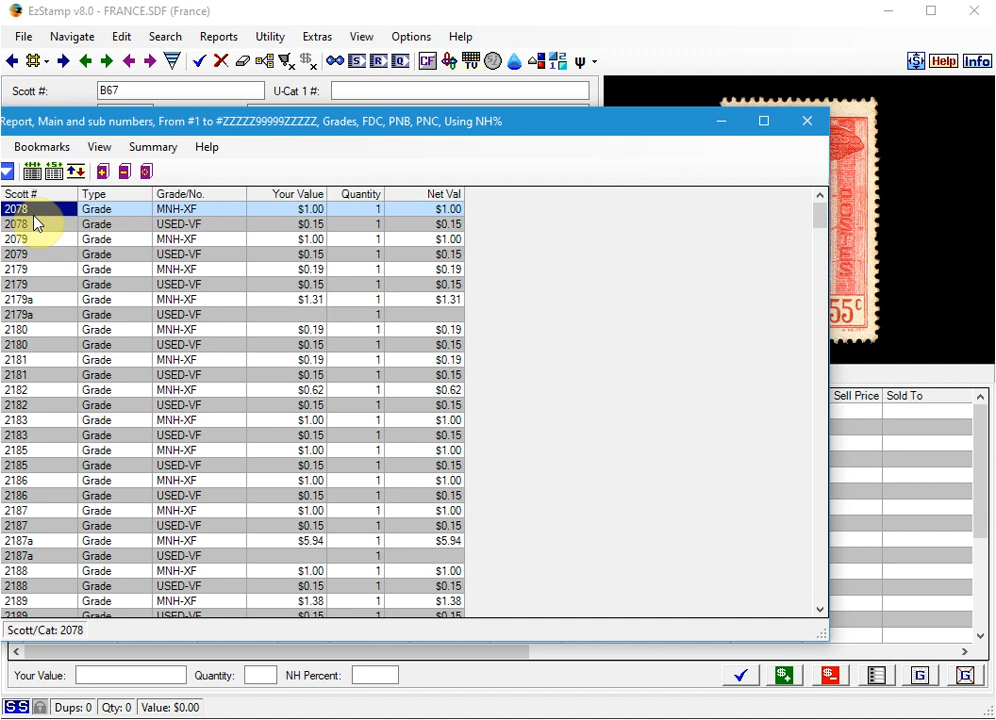 EzStamp v8.0 - FRANCE.SDF (France)
File Navigate Edit Search Reports Utility Extras View Options Help
S R Q CF TU Help Info
Scott #: B67 U-Cat 1 #:
Report, Main and sub numbers, From #1 to #ZZZZZ99999ZZZZZ, Grades, FDC, PNB, PNC, Using NH%
Bookmarks View Summary Help
Scott # Type Grade/No. Your Value Quantity Net Val
2078 Grade MNH-XF $1.00 1 $1.00
2078 Grade USED-VF $0.15 1 $0.15
2079 Grade MNH-XF $1.00 1 $1.00
2079 Grade USED-VF $0.15 1 $0.15
2179 Grade MNH-XF $0.19 1 $0.19
2179 Grade USED-VF $0.15 1 $0.15
2179a Grade MNH-XF $1.31 1 $1.31
2179a Grade USED-VF 1
2180 Grade MNH-XF $0.19 1 $0.19
2180 Grade USED-VF $0.15 1 $0.15
2181 Grade MNH-XF $0.19 1 $0.19
2181 Grade USED-VF $0.15 1 $0.15
2182 Grade MNH-XF $0.62 1 $0.62
2182 Grade USED-VF $0.15 1 $0.15
2183 Grade MNH-XF $1.00 1 $1.00
2183 Grade USED-VF $0.15 1 $0.15
2185 Grade MNH-XF $1.00 1 $1.00
2185 Grade USED-VF $0.15 1 $0.15
2186 Grade MNH-XF $1.00 1 $1.00
2186 Grade USED-VF $0.15 1 $0.15
2187 Grade MNH-XF $1.00 1 $1.00
2187 Grade USED-VF $0.15 1 $0.15
2187a Grade MNH-XF $5.94 1 $5.94
2187a Grade USED-VF 1
2188 Grade MNH-XF $1.00 1 $1.00
2188 Grade USED-VF $0.15 1 $0.15
2189 Grade MNH-XF $1.38 1 $1.38
2189 Grade USED-VF $0.15 1 $0.15
Scott/Cat: 2078
POSTES
55c
Sell Price Sold To
Your Value: Quantity: NH Percent:
G G
SS Dups: 0 Qty: 0 Value: $0.00